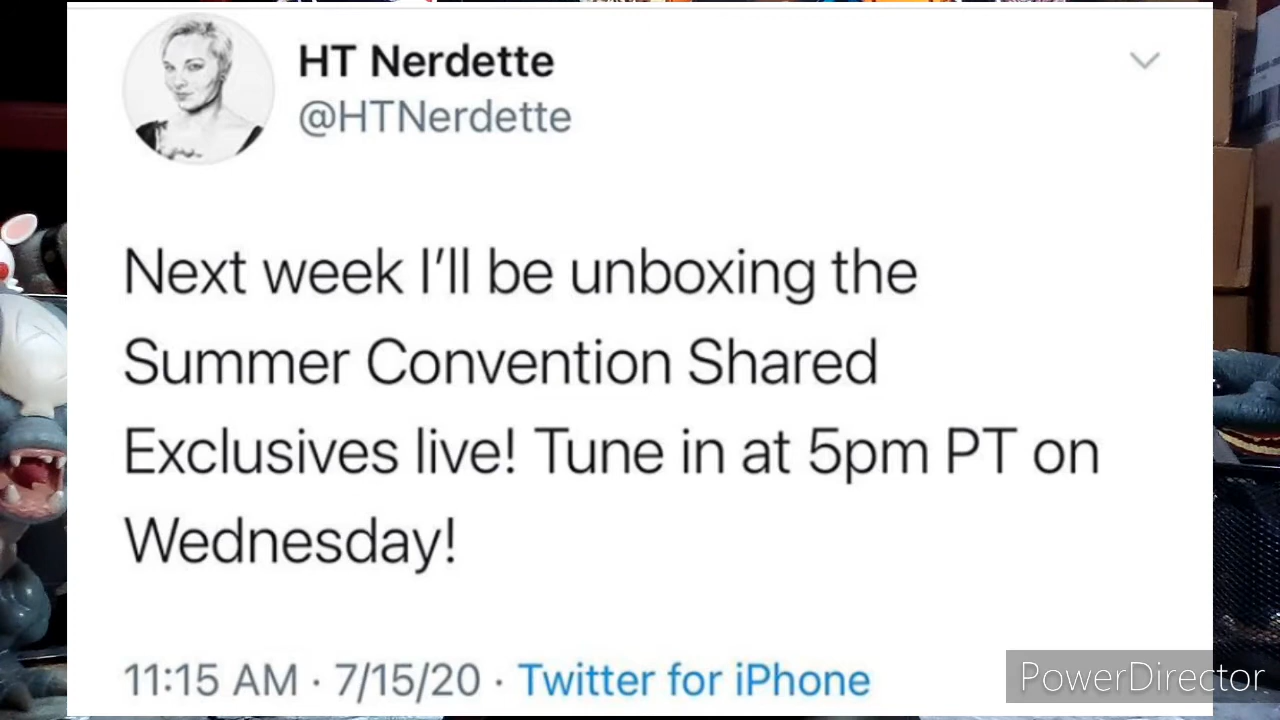 HT Nerdette
@HTNerdette
Next week I'll be unboxing the
Summer Convention Shared
Exclusives live! Tune in at 5pm PT on
Wednesday!
11:15 AM · 7/15/20 · Twitter for iPhone
PowerDirector